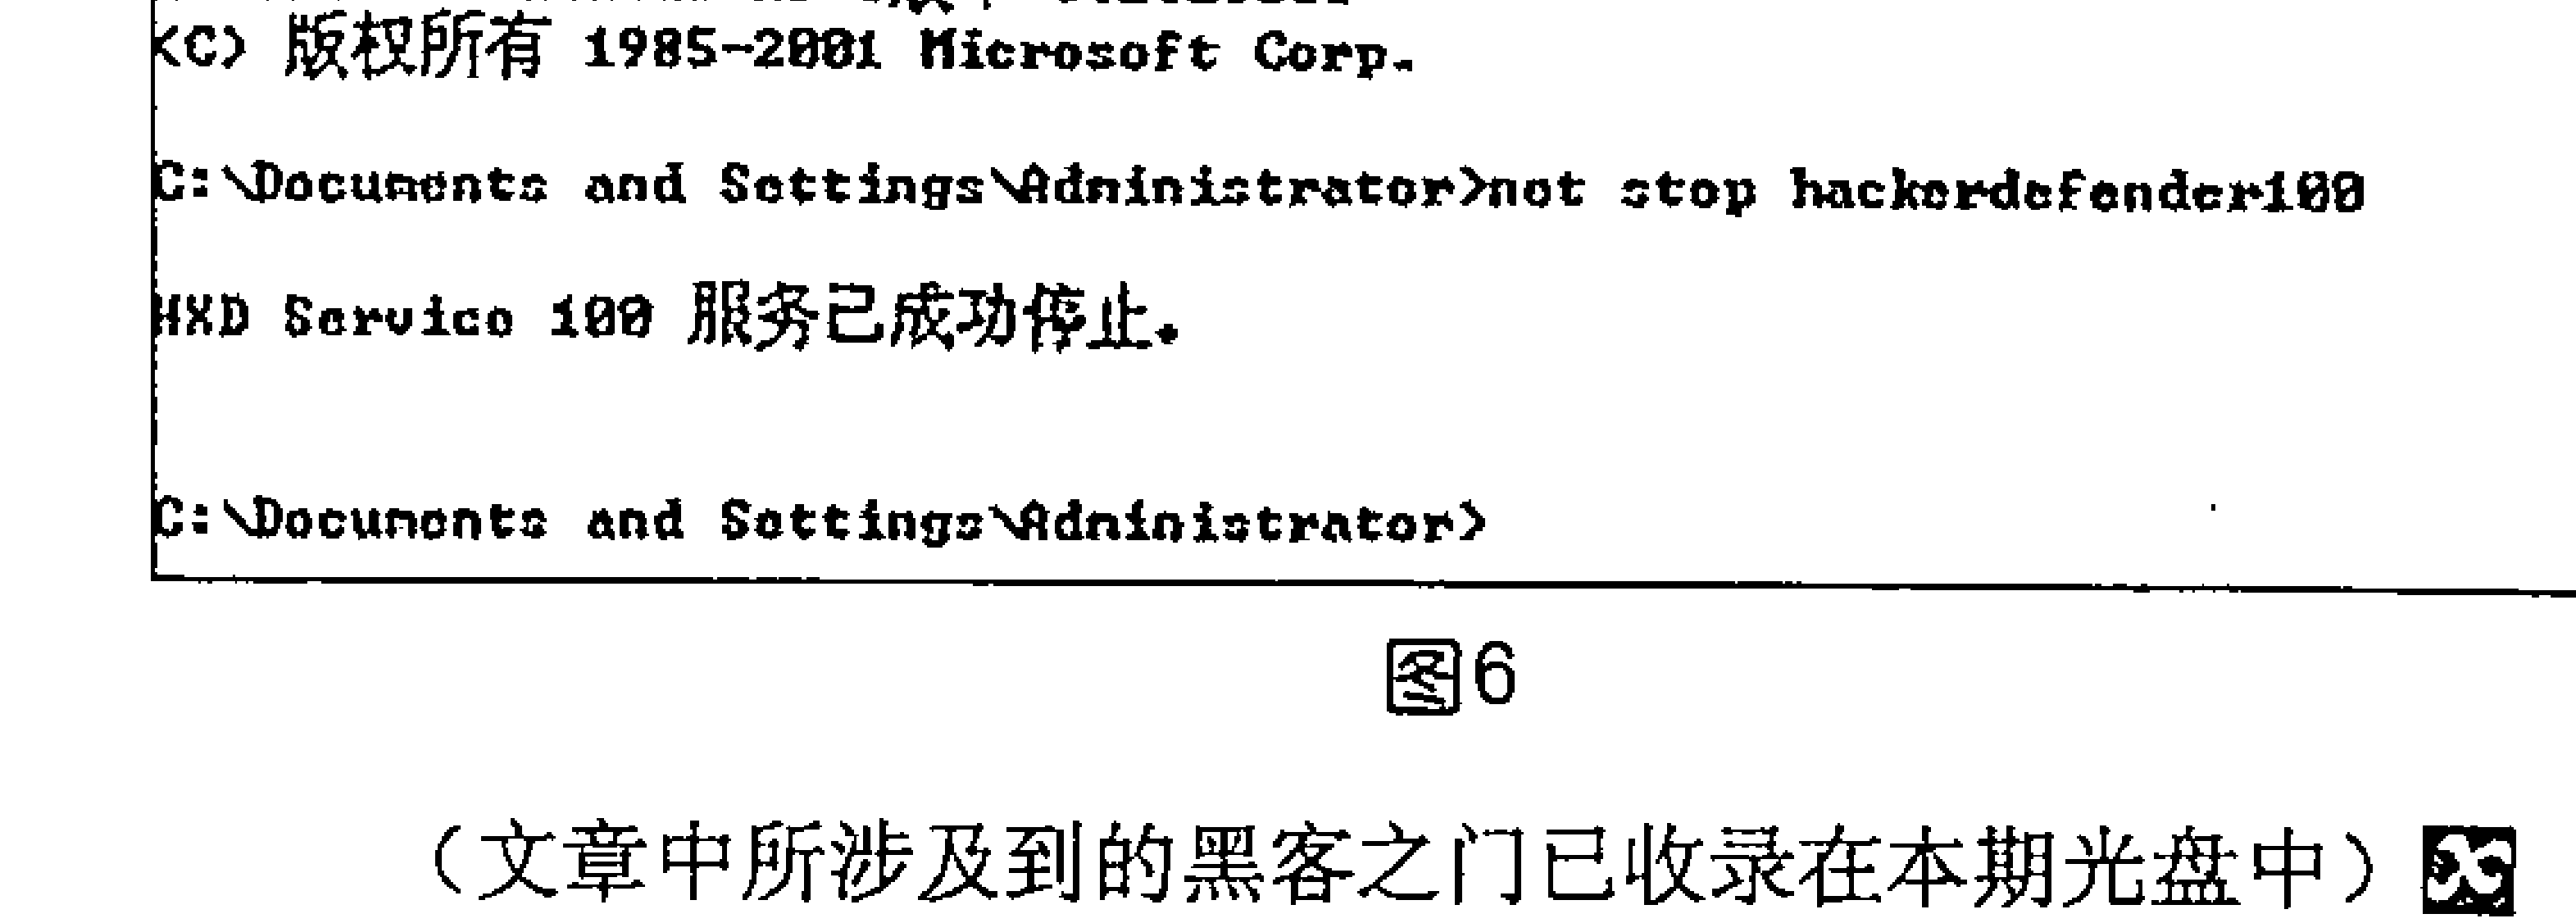 (C) 版权所有 1985-2001 Microsoft Corp.
C:\Documents and Settings\Administrator>net stop hackerdefender100
HXD Service 100 服务已成功停止。
C:\Documents and Settings\Administrator>
图6
（文章中所涉及到的黑客之门已收录在本期光盘中）